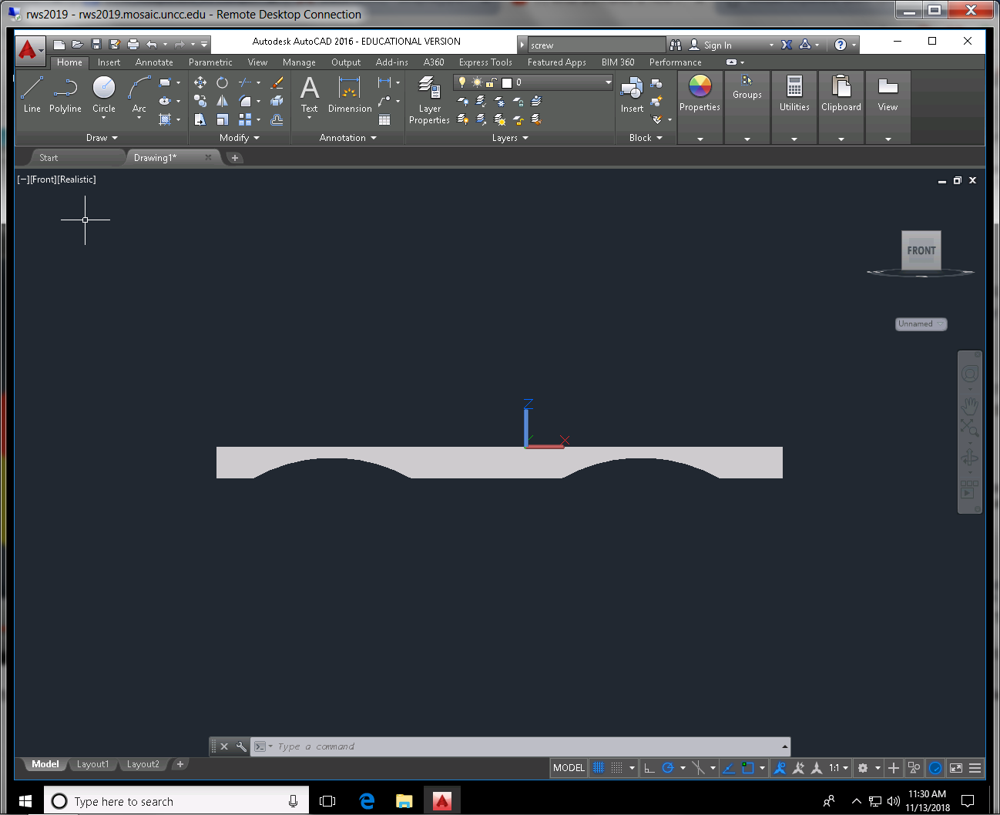 rws2019 - rws2019.mosaic.uncc.edu - Remote Desktop Connection
Autodesk AutoCAD 2016 - EDUCATIONAL VERSION
screw
Sign In
Home Insert Annotate Parametric View Manage Output Add-ins A360 Express Tools Featured Apps BIM 360 Performance
Line Polyline Circle Arc
Text Dimension
Layer Properties
0
Insert
Properties
Groups
Utilities
Clipboard
View
Draw Modify Annotation Layers Block
Start Drawing1*
[−][Front][Realistic]
FRONT
Unnamed
Z
X
Type a command
Model Layout1 Layout2
MODEL 1:1
Type here to search
11:30 AM
11/13/2018